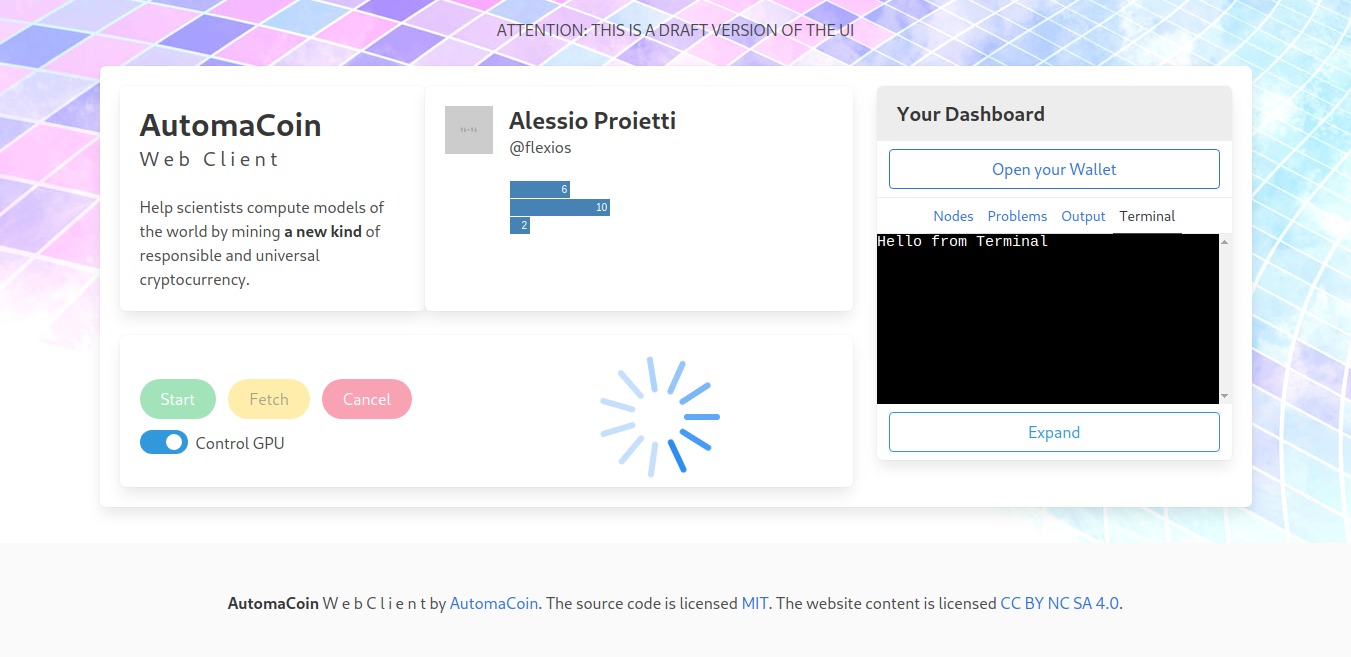 ATTENTION: THIS IS A DRAFT VERSION OF THE UI
AutomaCoin
Web Client
Help scientists compute models of
the world by mining a new kind of
responsible and universal
cryptocurrency.
Alessio Proietti
@flexios
6
10
2
Start
Fetch
Cancel
Control GPU
Your Dashboard
Open your Wallet
Nodes Problems Output Terminal
Hello from Terminal
Expand
AutomaCoin W e b C l i e n t by AutomaCoin. The source code is licensed MIT. The website content is licensed CC BY NC SA 4.0.